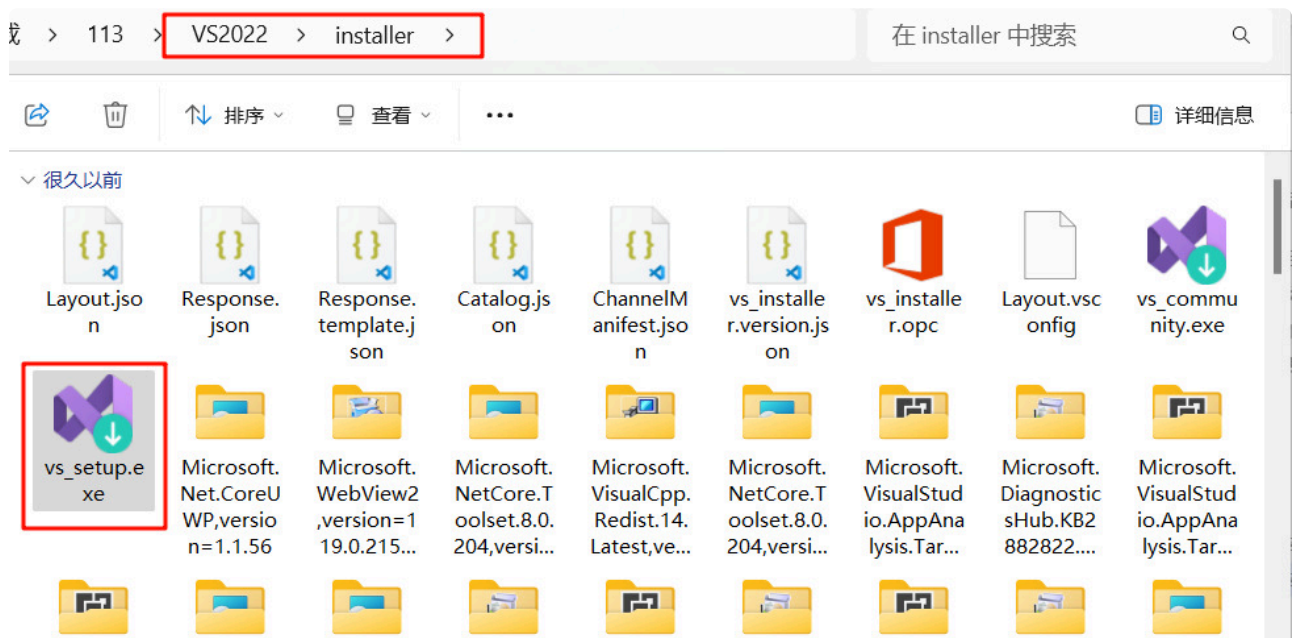 > 113 > VS2022 > installer >
在 installer 中搜索
排序 查看 ··· 详细信息
很久以前
Layout.jso
n
Response.
json
Response.
template.j
son
Catalog.js
on
ChannelM
anifest.jso
n
vs_installe
r.version.js
on
vs_installe
r.opc
Layout.vsc
onfig
vs_commu
nity.exe
vs_setup.e
xe
Microsoft.
Net.CoreU
WP,versio
n=1.1.56
Microsoft.
WebView2
,version=1
19.0.215...
Microsoft.
NetCore.T
oolset.8.0.
204,versi...
Microsoft.
VisualCpp.
Redist.14.
Latest,ve...
Microsoft.
NetCore.T
oolset.8.0.
204,versi...
Microsoft.
VisualStud
io.AppAna
lysis.Tar...
Microsoft.
Diagnostic
sHub.KB2
882822....
Microsoft.
VisualStud
io.AppAna
lysis.Tar...